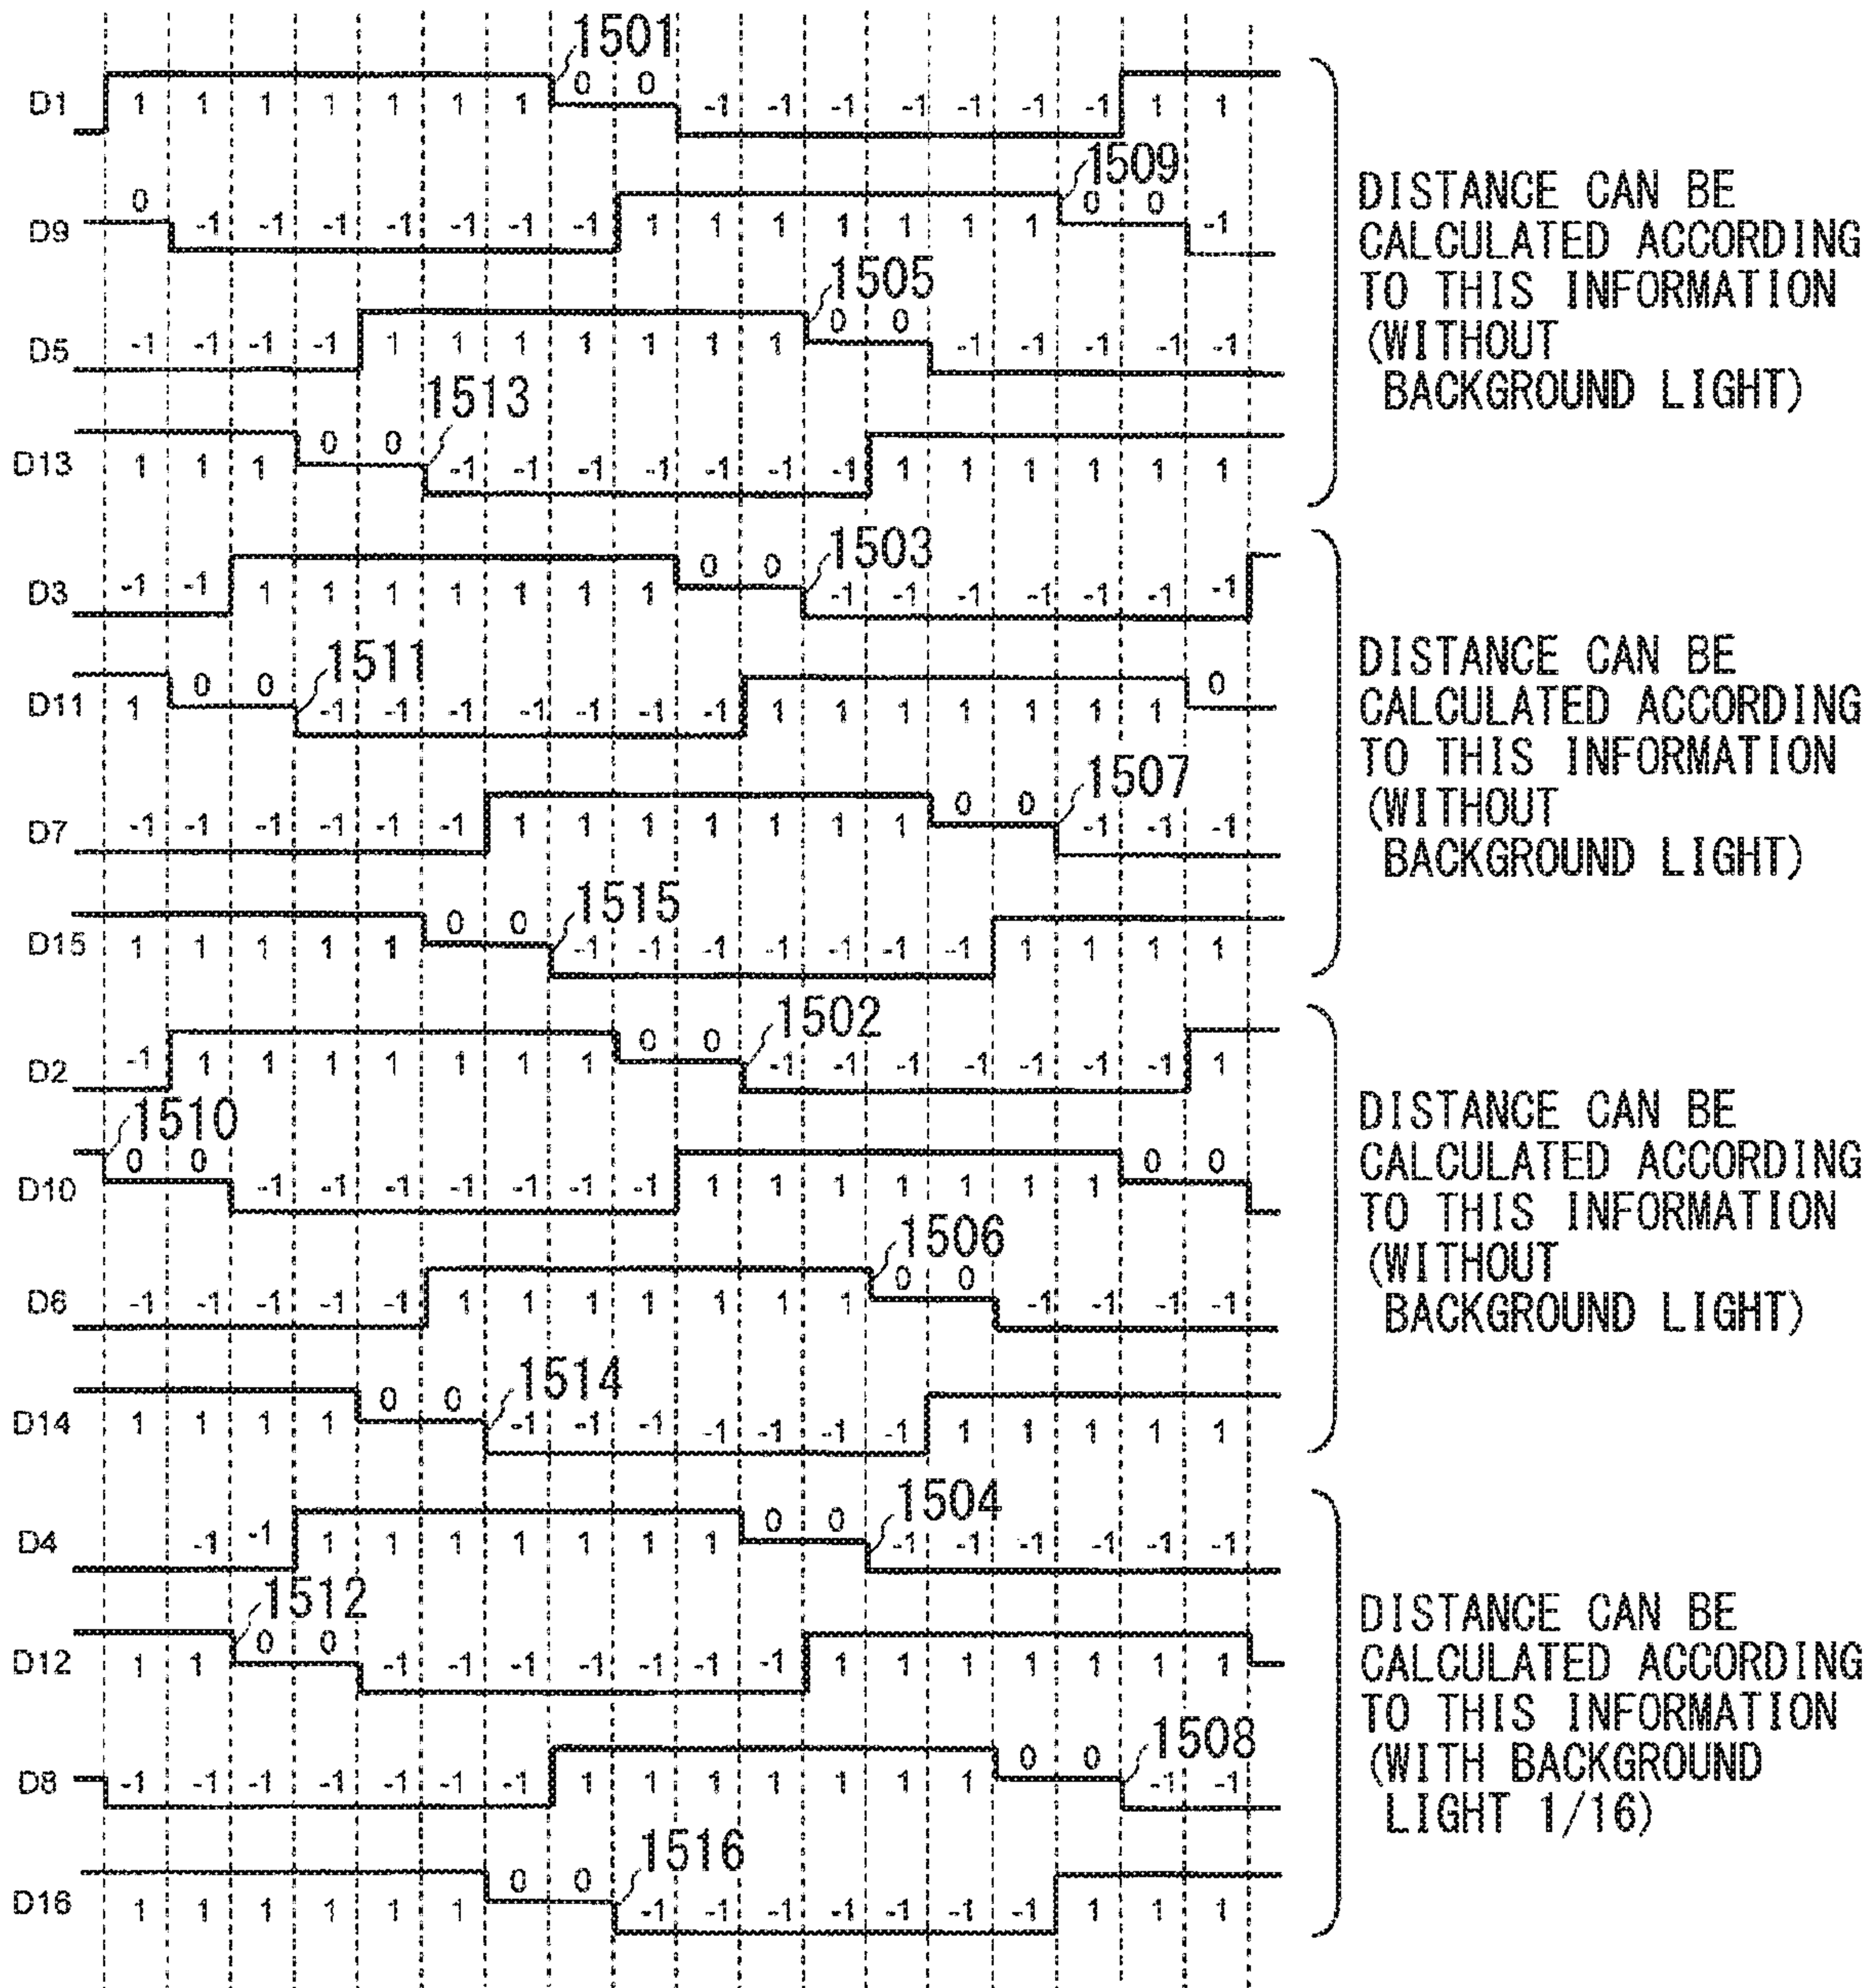 1501
D1 1 1 1 1 1 1 1 0 0 -1 -1 -1 -1 -1 -1 -1 1 1
1509
D9 0 -1 -1 -1 -1 -1 -1 -1 1 1 1 1 1 1 1 0 0 -1
1505
D5 -1 -1 -1 -1 1 1 1 1 1 1 1 0 0 -1 -1 -1 -1 -1
1513
D13 1 1 1 0 0 -1 -1 -1 -1 -1 -1 -1 1 1 1 1 1 1
DISTANCE CAN BE
CALCULATED ACCORDING
TO THIS INFORMATION
(WITHOUT
BACKGROUND LIGHT)
1503
D3 -1 -1 1 1 1 1 1 1 1 0 0 -1 -1 -1 -1 -1 -1 -1
1511
D11 1 0 0 -1 -1 -1 -1 -1 -1 -1 1 1 1 1 1 1 1 0
1507
D7 -1 -1 -1 -1 -1 -1 1 1 1 1 1 1 1 0 0 -1 -1 -1
1515
D15 1 1 1 1 1 0 0 -1 -1 -1 -1 -1 -1 -1 1 1 1 1
DISTANCE CAN BE
CALCULATED ACCORDING
TO THIS INFORMATION
(WITHOUT
BACKGROUND LIGHT)
1502
D2 -1 1 1 1 1 1 1 1 0 0 -1 -1 -1 -1 -1 -1 -1 1
1510
D10 0 0 -1 -1 -1 -1 -1 -1 -1 1 1 1 1 1 1 1 0 0
1506
D6 -1 -1 -1 -1 -1 1 1 1 1 1 1 1 0 0 -1 -1 -1 -1
1514
D14 1 1 1 1 0 0 -1 -1 -1 -1 -1 -1 -1 1 1 1 1 1
DISTANCE CAN BE
CALCULATED ACCORDING
TO THIS INFORMATION
(WITHOUT
BACKGROUND LIGHT)
1504
D4 -1 -1 1 1 1 1 1 1 1 0 0 -1 -1 -1 -1 -1 -1
1512
D12 1 1 0 0 -1 -1 -1 -1 -1 -1 -1 1 1 1 1 1 1 1
1508
D8 -1 -1 -1 -1 -1 -1 -1 1 1 1 1 1 1 1 0 0 -1 -1
1516
D16 1 1 1 1 1 1 0 0 -1 -1 -1 -1 -1 -1 -1 1 1 1
DISTANCE CAN BE
CALCULATED ACCORDING
TO THIS INFORMATION
(WITH BACKGROUND
LIGHT 1/16)